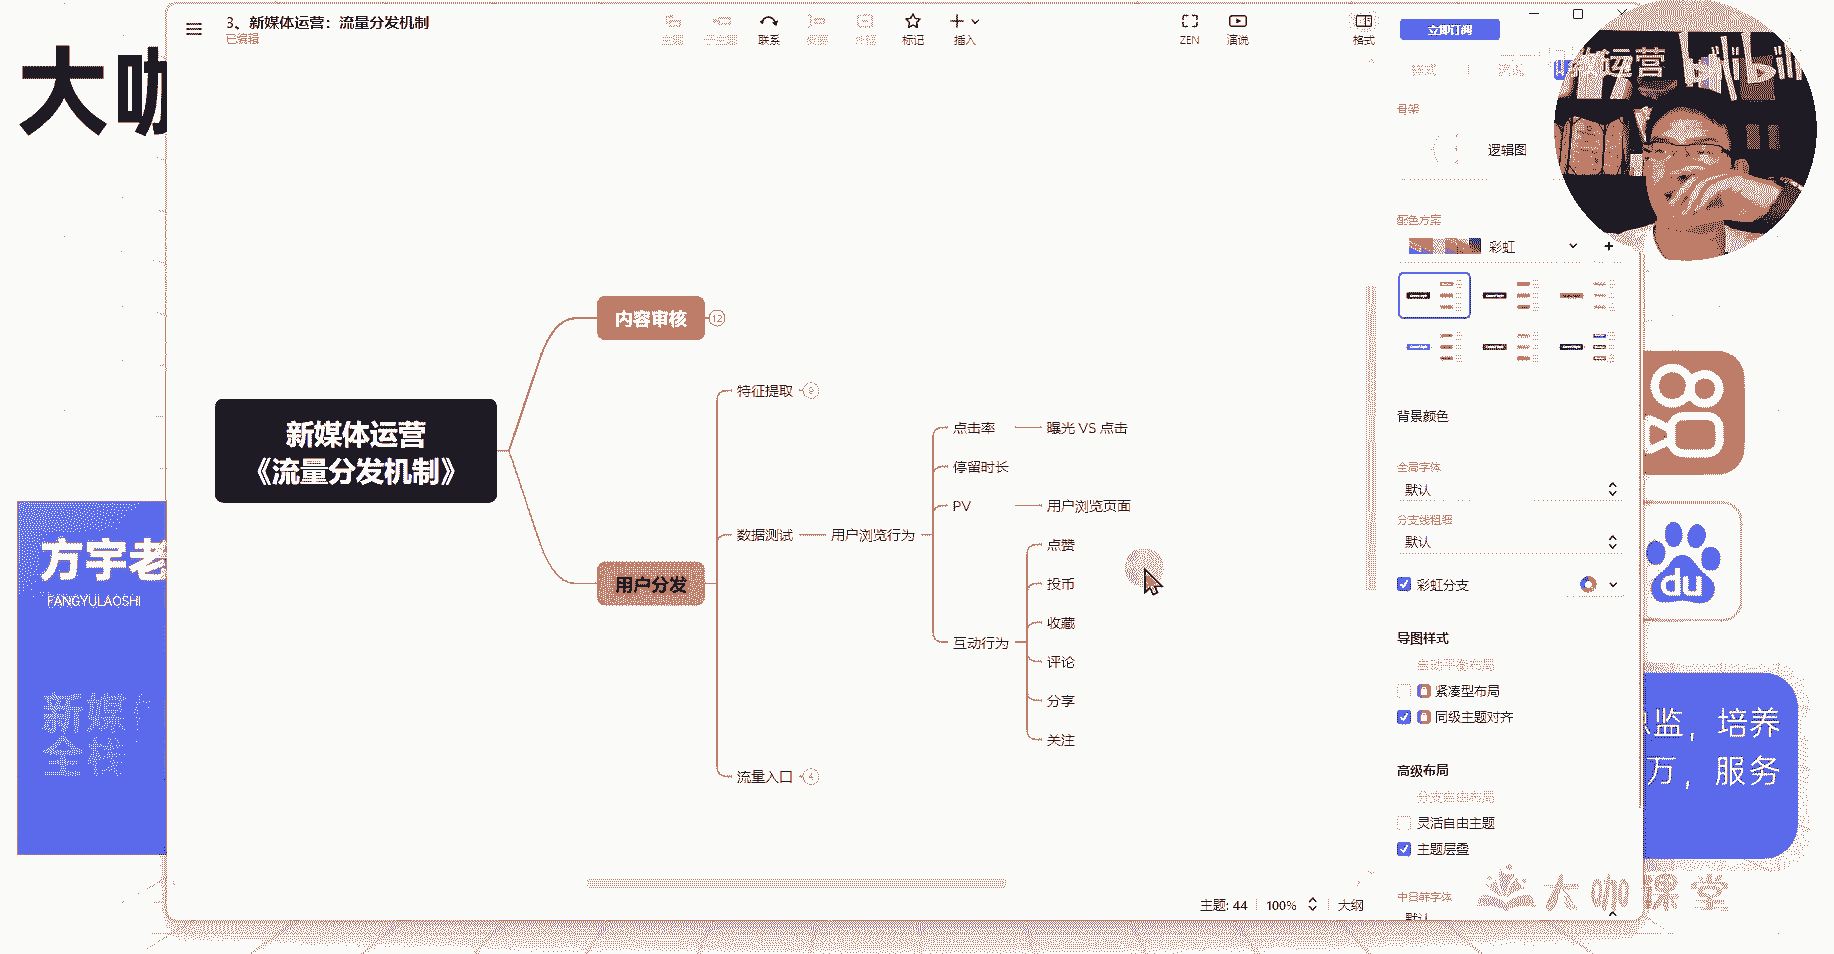 大咖
3、新媒体运营：流量分发机制
已编辑
主题
子主题
联系
概要
外框
标记
插入
ZEN
演说
格式
立即订阅
样式
运营
bilibili
骨架
逻辑图
配色方案
彩虹
背景颜色
全局字体
默认
分支线粗细
默认
彩虹分支
导图样式
自动平衡布局
紧凑型布局
同级主题对齐
高级布局
分支自由布局
灵活自由主题
主题层叠
中日韩字体
默认
新媒体运营
《流量分发机制》
内容审核
12
用户分发
特征提取
9
数据测试
用户浏览行为
点击率
曝光 VS 点击
停留时长
PV
用户浏览页面
互动行为
点赞
投币
收藏
评论
分享
关注
流量入口
4
主题: 44
100%
大纲
方宇老
FANGYULAOSHI
新媒
全栈
du
监，培养
万，服务
大咖课堂